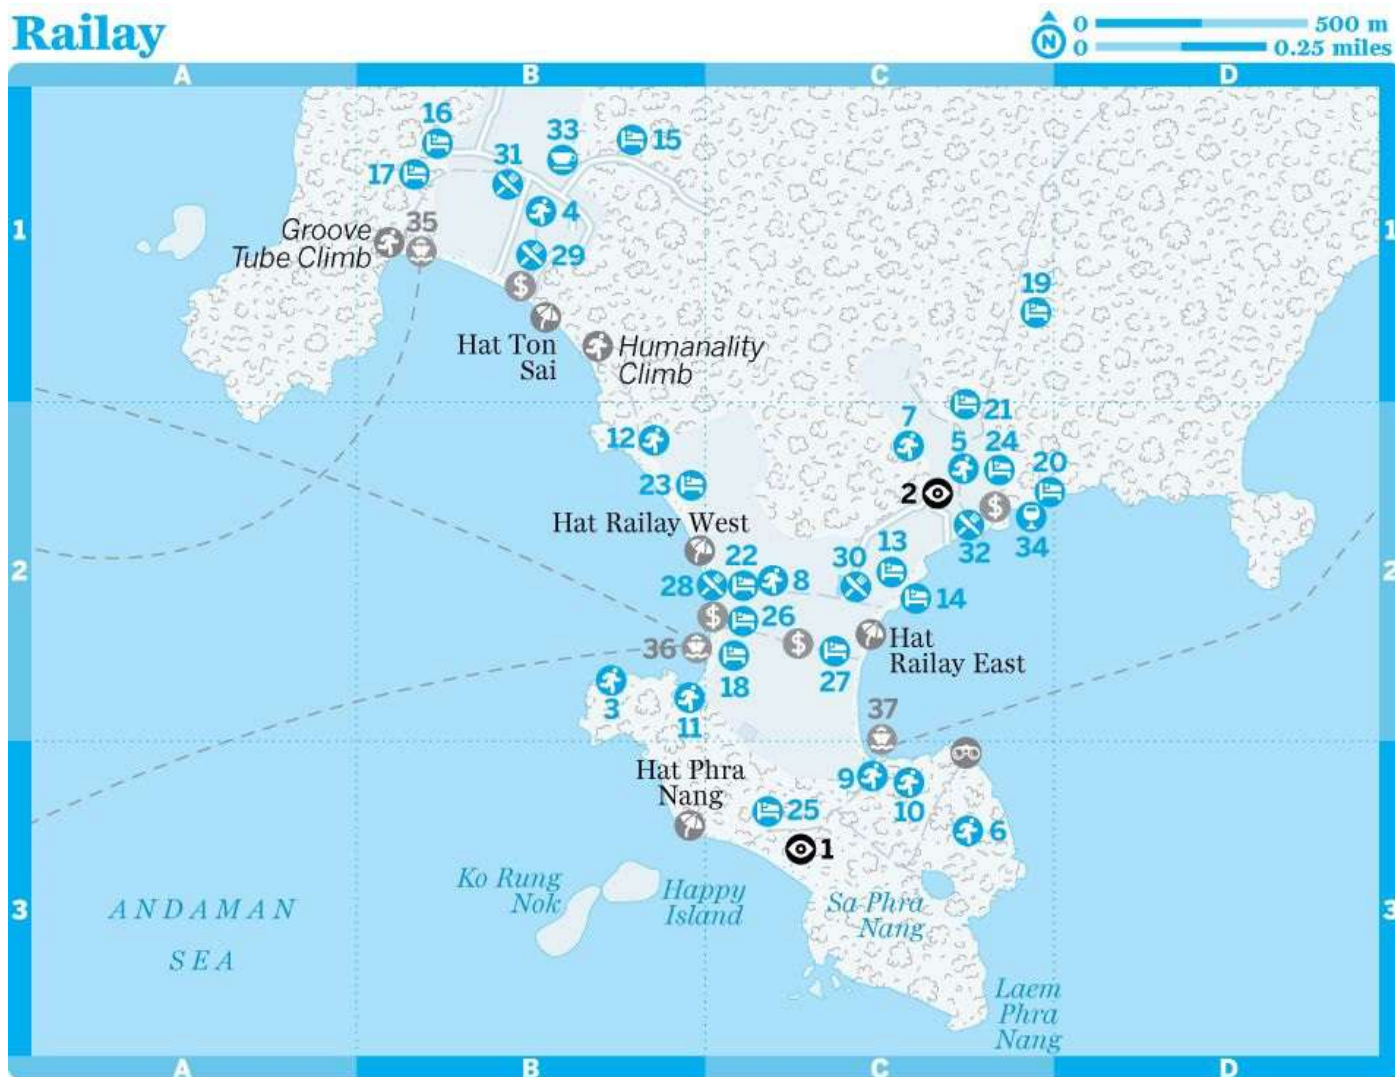 Railay
N
0 500 m
0 0.25 miles
A B C D
1
16
33
15
31
17
4
35
Groove
Tube Climb
29
$
19
Hat Ton
Sai
Humanality
Climb
1
2
21
7
12
5
24
20
23
2
$
Hat Railay West
32
34
22
13
30
8
28
14
$
26
Hat
Railay East
36
$
18
27
3
11
37
2
3
Hat Phra
Nang
9
10
25
6
1
Ko Rung
Nok
Happy
Island
Sa Phra
Nang
ANDAMAN
SEA
Laem
Phra
Nang
3
A B C D